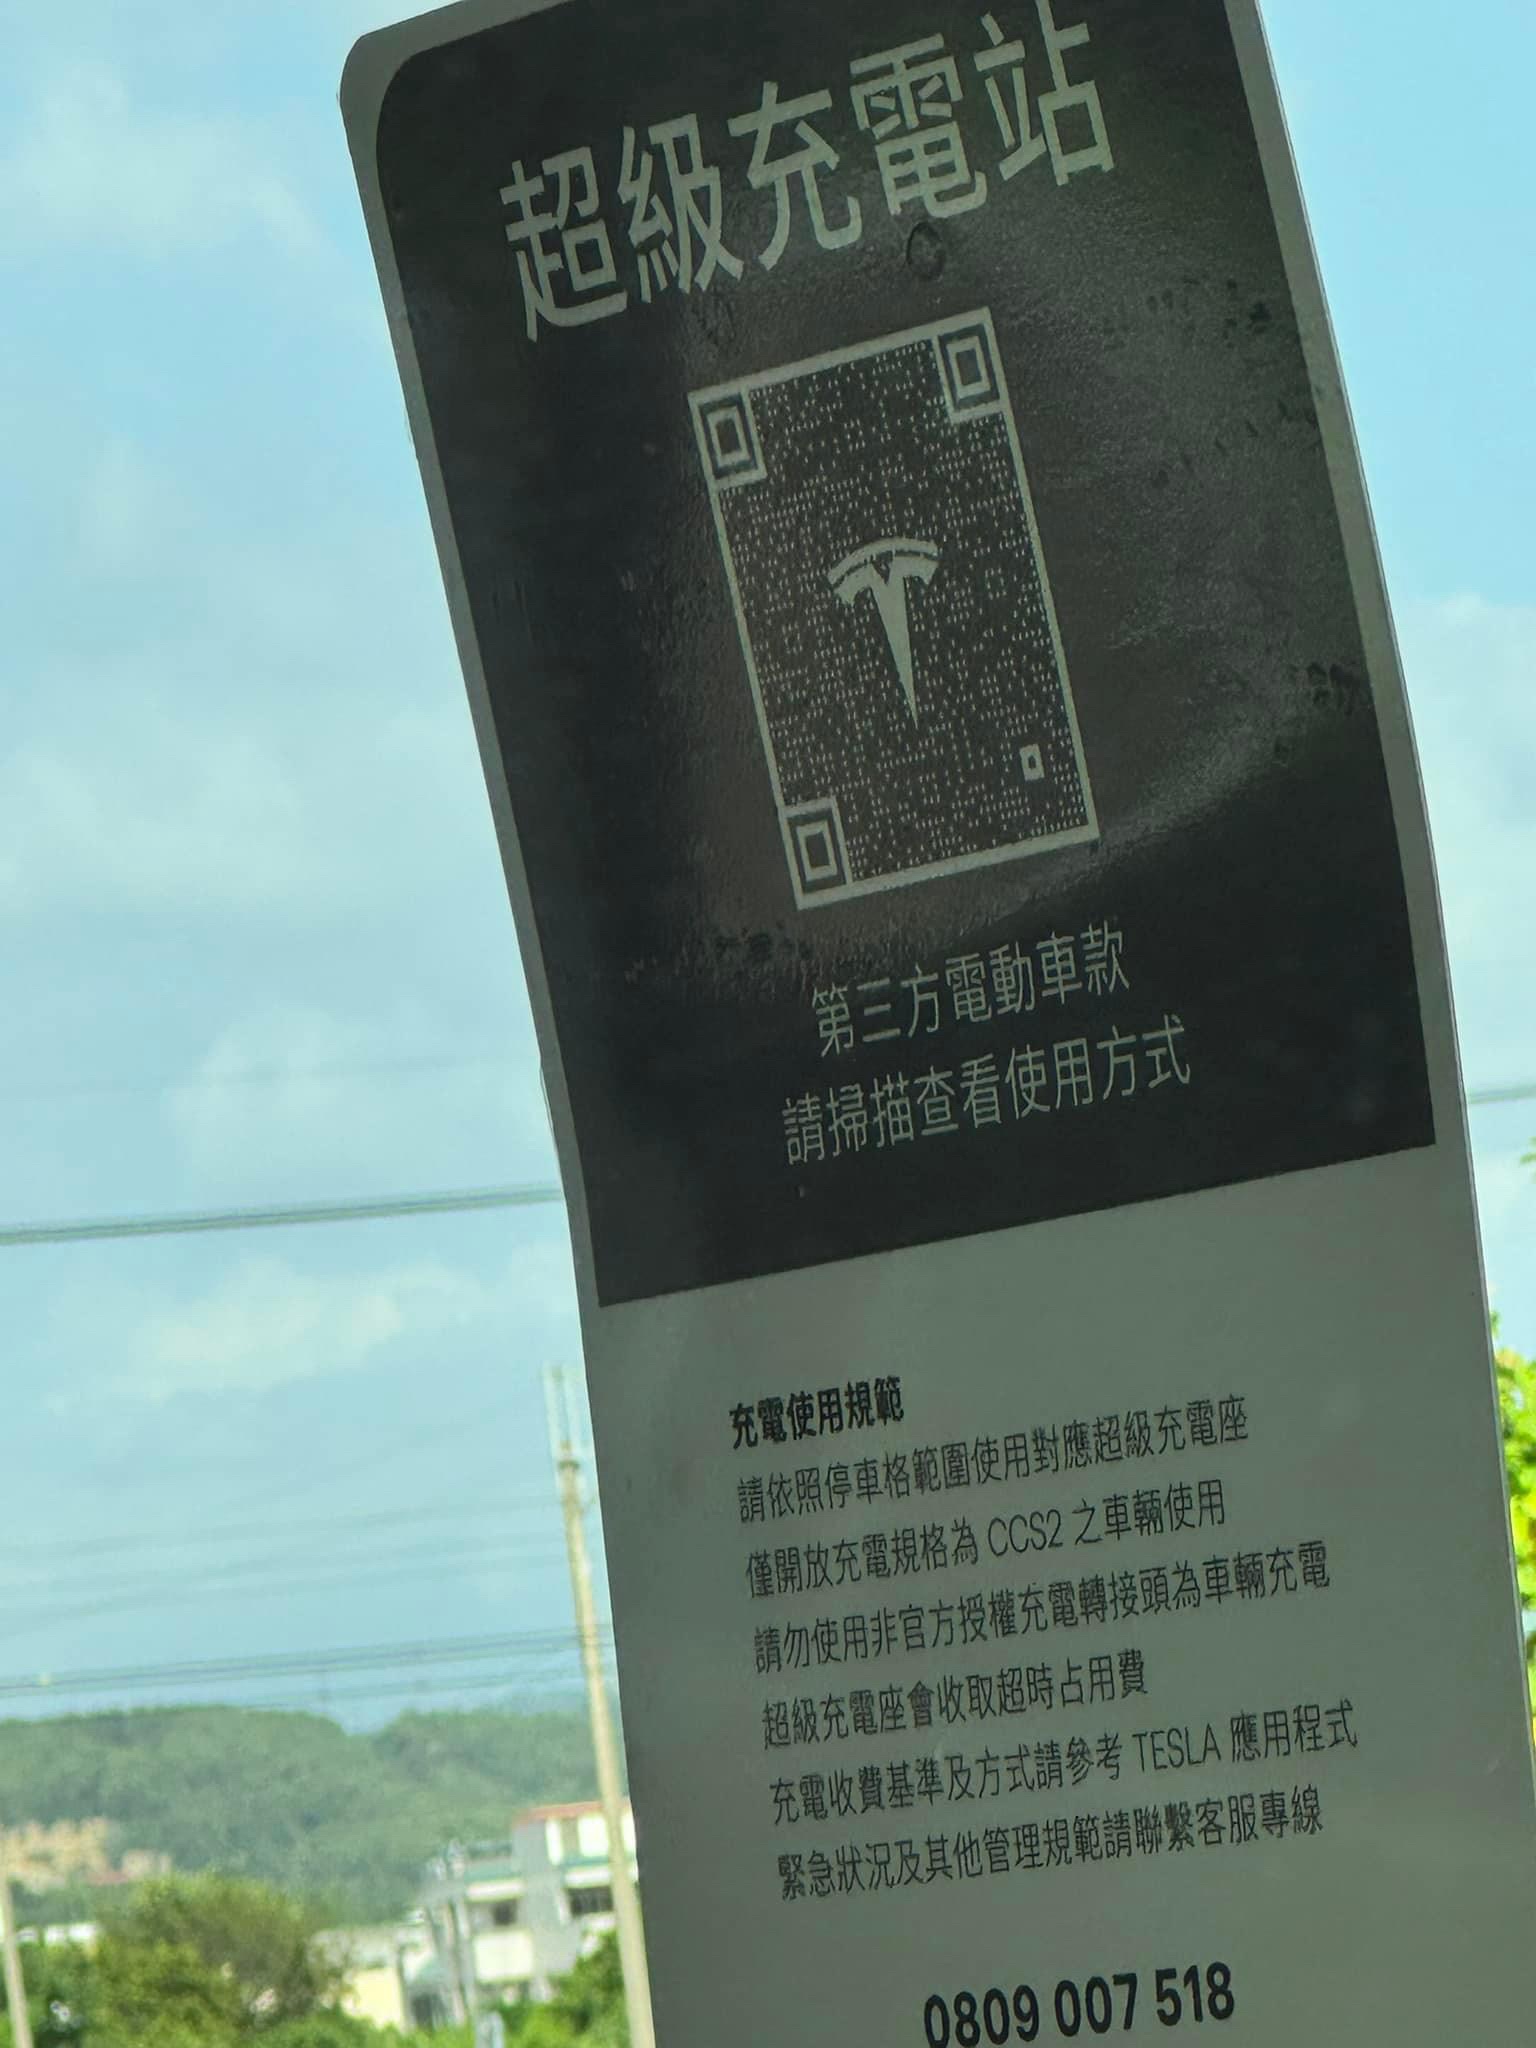 超級充電站
第三方電動車款
請掃描查看使用方式
充電使用規範
請依照停車格範圍使用對應超級充電座
僅開放充電規格為 CCS2 之車輛使用
請勿使用非官方授權充電轉接頭為車輛充電
超級充電座會收取超時占用費
充電收費基準及方式請參考 TESLA 應用程式
緊急狀況及其他管理規範請聯繫客服專線
0809 007 518